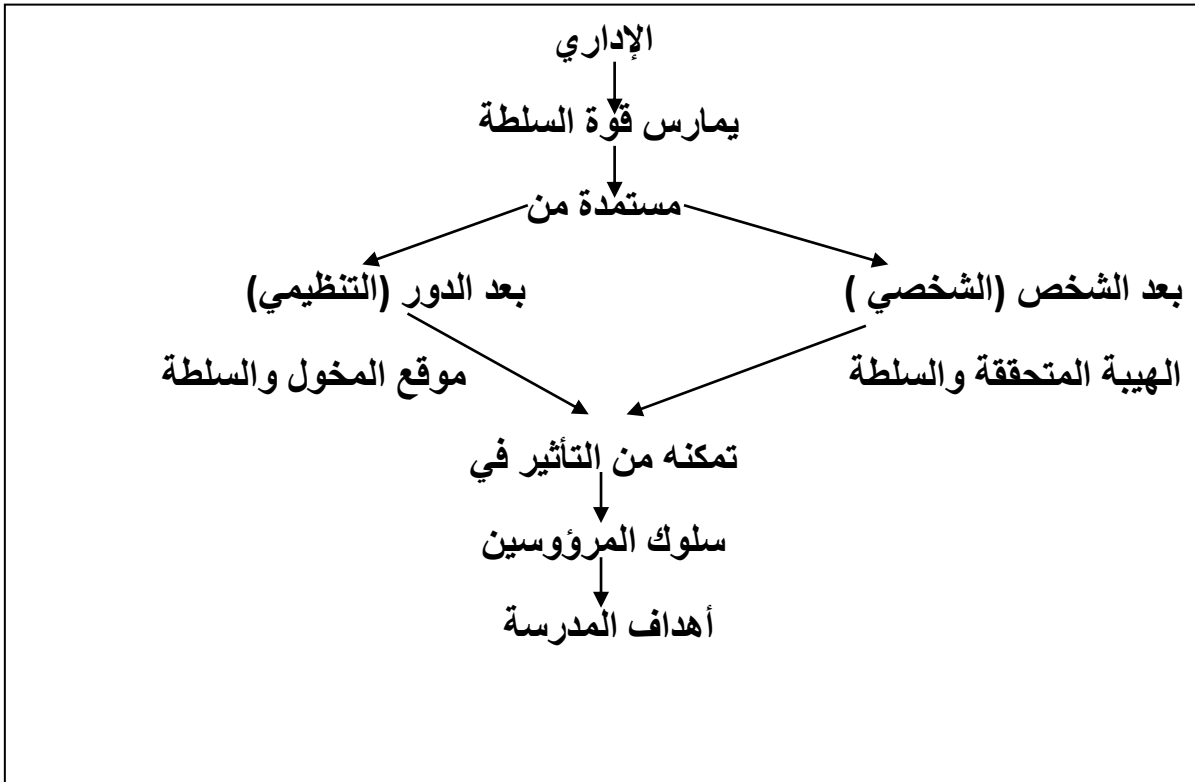 الإداري
يمارس قوة السلطة
مستمدة من
بعد الشخص (الشخصي )
بعد الدور (التنظيمي)
الهيبة المتحققة والسلطة
موقع المخول والسلطة
تمكنه من التأثير في
سلوك المرؤوسين
أهداف المدرسة